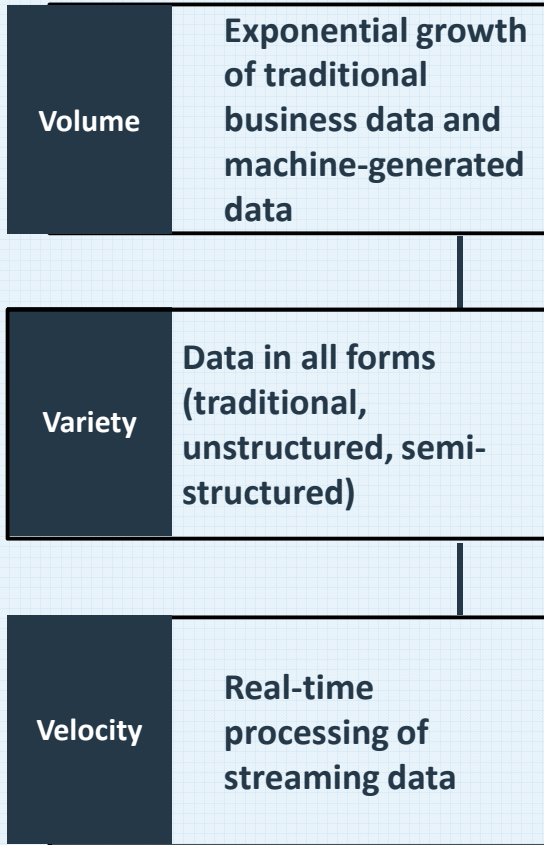 Volume
Exponential growth
of traditional
business data and
machine-generated
data
Variety
Data in all forms
(traditional,
unstructured, semi-
structured)
Velocity
Real-time
processing of
streaming data